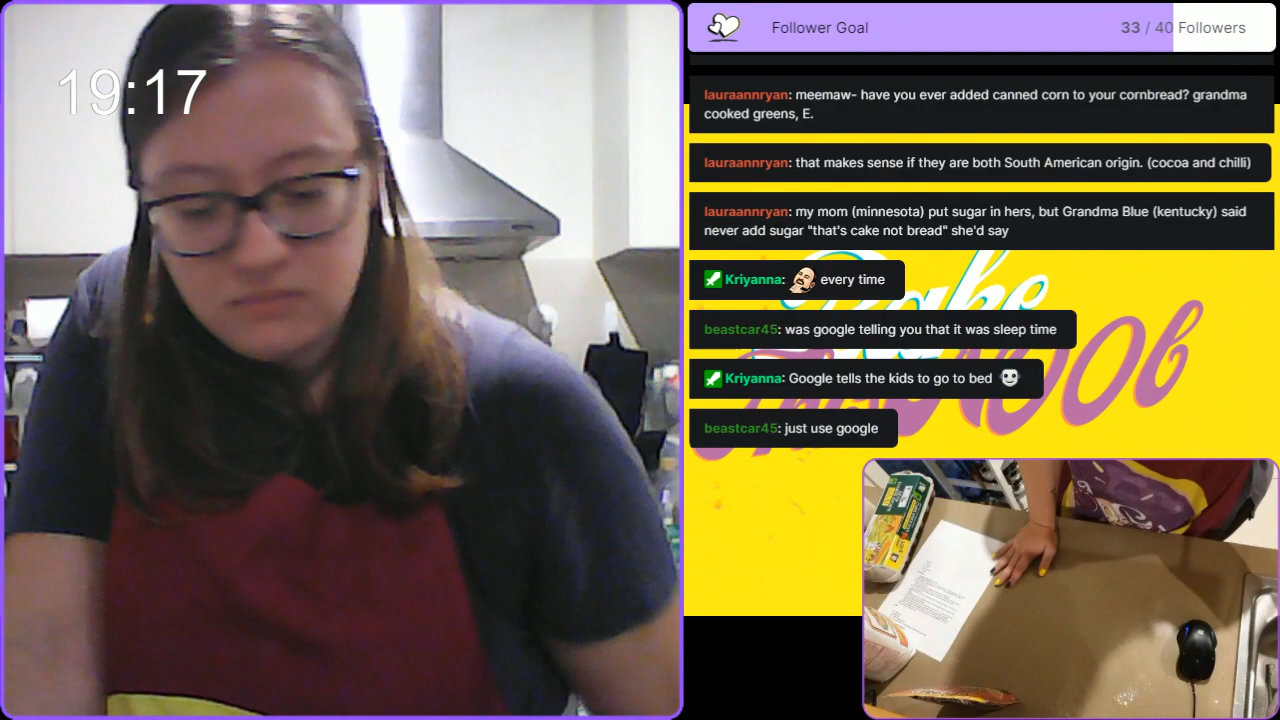 19:17
Follower Goal
33 / 40 Followers
lauraannryan: meemaw- have you ever added canned corn to your cornbread? grandma
cooked greens, E.
lauraannryan: that makes sense if they are both South American origin. (cocoa and chilli)
lauraannryan: my mom (minnesota) put sugar in hers, but Grandma Blue (kentucky) said
never add sugar "that's cake not bread" she'd say
Kriyanna: every time
beastcar45: was google telling you that it was sleep time
Kriyanna: Google tells the kids to go to bed
beastcar45: just use google